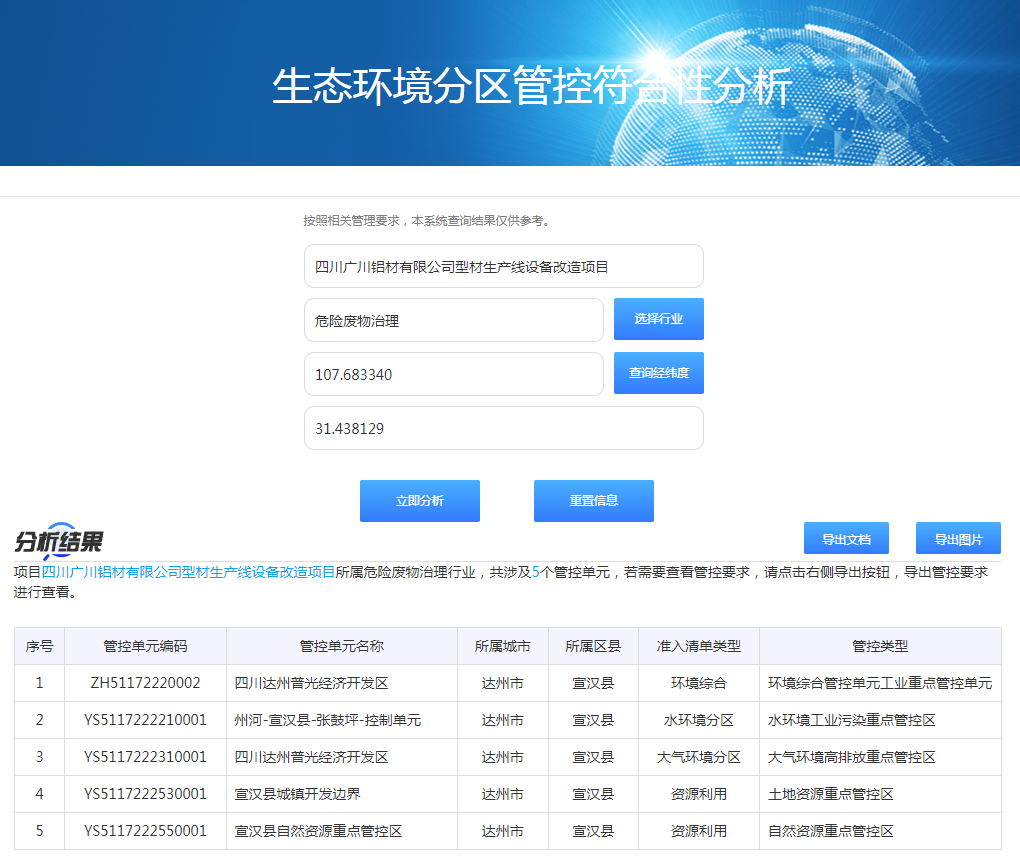 生态环境分区管控符合性分析
按照相关管理要求，本系统查询结果仅供参考。
四川广川铝材有限公司型材生产线设备改造项目
危险废物治理 选择行业
107.683340 查询经纬度
31.438129
立即分析 重置信息
分析结果 导出文档 导出图片
项目四川广川铝材有限公司型材生产线设备改造项目所属危险废物治理行业，共涉及5个管控单元，若需要查看管控要求，请点击右侧导出按钮，导出管控要求
进行查看。
序号 管控单元编码 管控单元名称 所属城市 所属区县 准入清单类型 管控类型
1 ZH51172220002 四川达州普光经济开发区 达州市 宣汉县 环境综合 环境综合管控单元工业重点管控单元
2 YS5117222210001 州河-宣汉县-张鼓坪-控制单元 达州市 宣汉县 水环境分区 水环境工业污染重点管控区
3 YS5117222310001 四川达州普光经济开发区 达州市 宣汉县 大气环境分区 大气环境高排放重点管控区
4 YS5117222530001 宣汉县城镇开发边界 达州市 宣汉县 资源利用 土地资源重点管控区
5 YS5117222550001 宣汉县自然资源重点管控区 达州市 宣汉县 资源利用 自然资源重点管控区